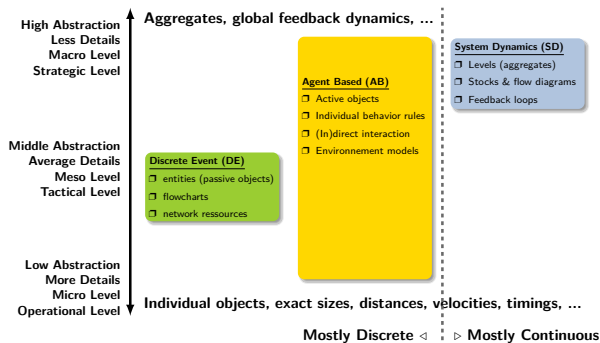 High Abstraction
Less Details
Macro Level
Strategic Level
Aggregates, global feedback dynamics, ...
System Dynamics (SD)
❐ Levels (aggregates)
❐ Stocks & flow diagrams
❐ Feedback loops
Agent Based (AB)
❐ Active objects
❐ Individual behavior rules
❐ (In)direct interaction
❐ Environnement models
Middle Abstraction
Average Details
Meso Level
Tactical Level
Discrete Event (DE)
❐ entities (passive objects)
❐ flowcharts
❐ network ressources
Low Abstraction
More Details
Micro Level
Operational Level
Individual objects, exact sizes, distances, velocities, timings, ...
Mostly Discrete ◁
▷ Mostly Continuous